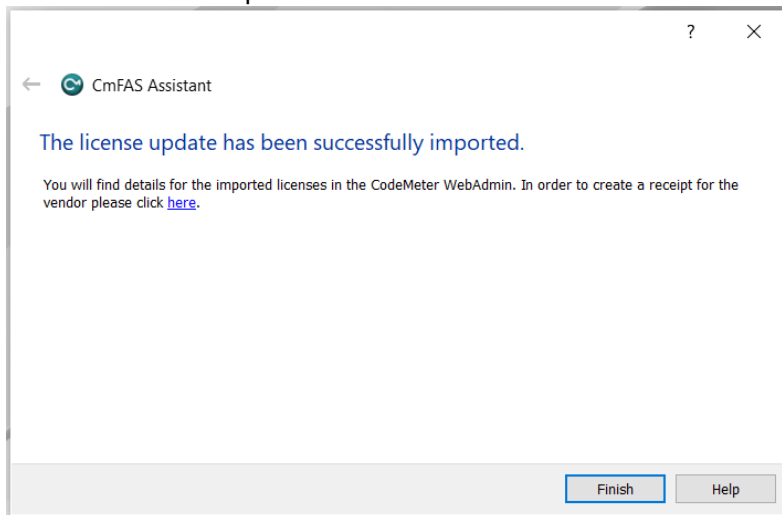 ?
CmFAS Assistant
The license update has been successfully imported.
You will find details for the imported licenses in the CodeMeter WebAdmin. In order to create a receipt for the
vendor please click here.
Finish Help